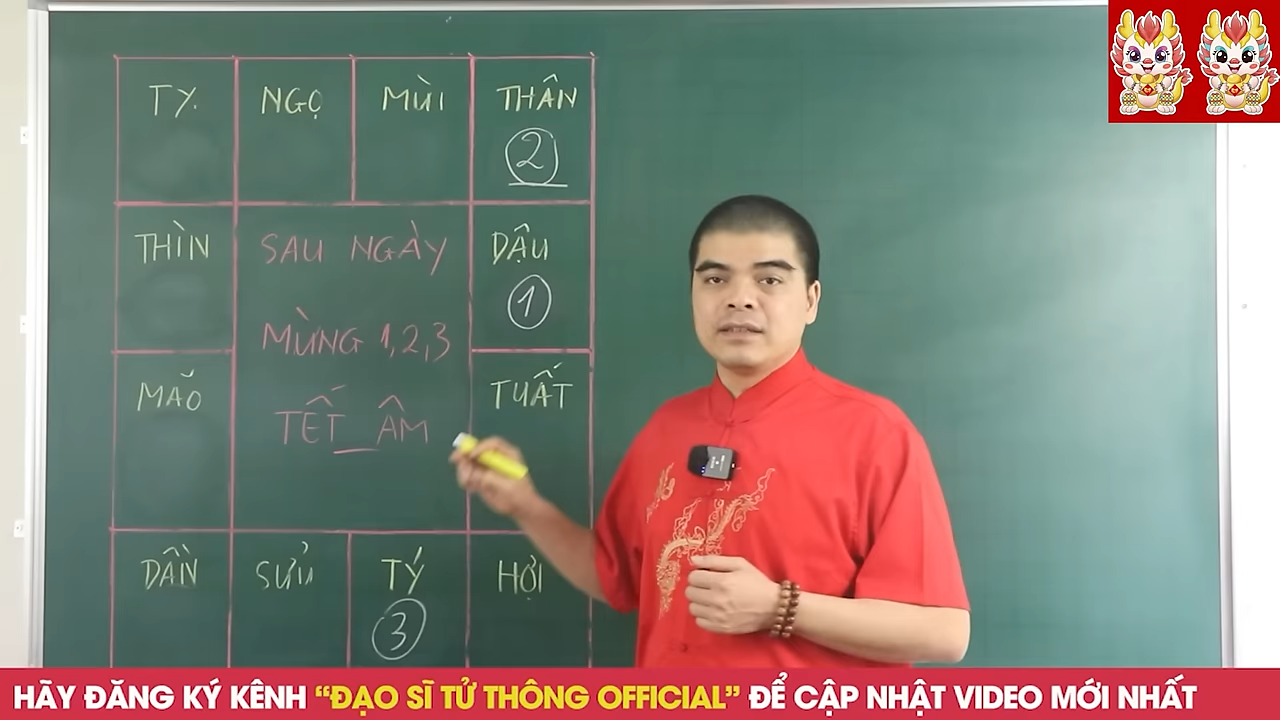 TỴ
NGỌ
MÙI
THÂN
2
THÌN
SAU NGÀY
DẬU
1
MÙNG 1,2,3
MÃO
TẾT ÂM
TUẤT
DẦN
SỬU
TÝ
HỢI
3
HÃY ĐĂNG KÝ KÊNH “ĐẠO SĨ TỬ THÔNG OFFICIAL” ĐỂ CẬP NHẬT VIDEO MỚI NHẤT